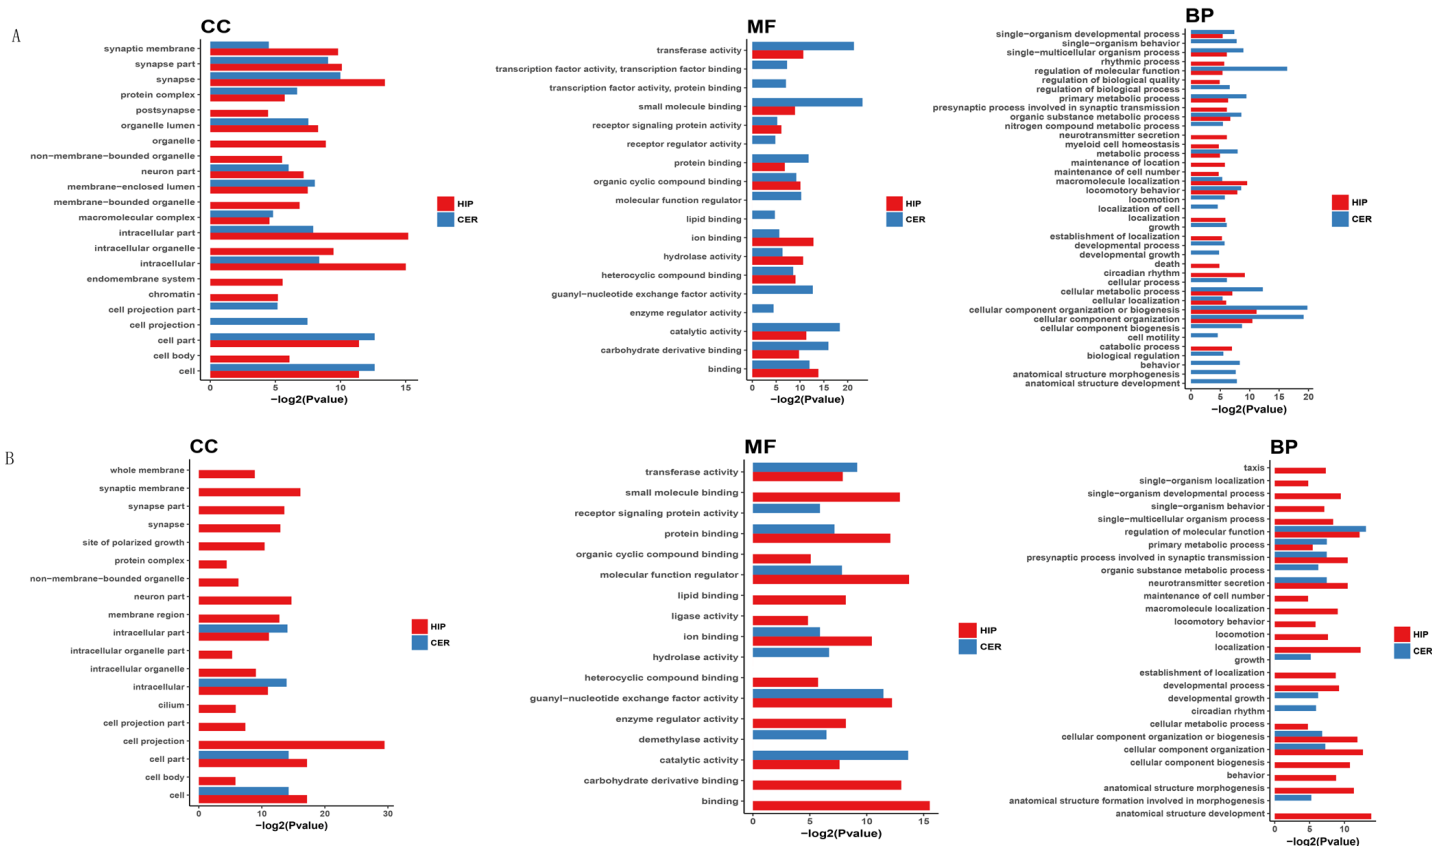 A
CC
synaptic membrane
synapse part
synapse
protein complex
postsynapse
organelle lumen
organelle
non-membrane-bounded organelle
neuron part
membrane-enclosed lumen
membrane-bounded organelle
macromolecular complex
intracellular part
intracellular organelle
intracellular
endomembrane system
chromatin
cell projection part
cell projection
cell part
cell body
cell
0 5 10 15
-log2(Pvalue)
HIP
CER
MF
transferase activity
transcription factor activity, transcription factor binding
transcription factor activity, protein binding
small molecule binding
receptor signaling protein activity
receptor regulator activity
protein binding
organic cyclic compound binding
molecular function regulator
lipid binding
ion binding
hydrolase activity
heterocyclic compound binding
guanyl-nucleotide exchange factor activity
enzyme regulator activity
catalytic activity
carbohydrate derivative binding
binding
0 5 10 15 20
-log2(Pvalue)
HIP
CER
BP
single-organism developmental process
single-organism behavior
single-multicellular organism process
rhythmic process
regulation of molecular function
regulation of biological quality
regulation of biological process
primary metabolic process
presynaptic process involved in synaptic transmission
organic substance metabolic process
nitrogen compound metabolic process
neurotransmitter secretion
myeloid cell homeostasis
metabolic process
maintenance of location
maintenance of cell number
macromolecule localization
locomotory behavior
locomotion
localization of cell
localization
growth
establishment of localization
developmental process
developmental growth
death
circadian rhythm
cellular process
cellular metabolic process
cellular localization
cellular component organization or biogenesis
cellular component organization
cellular component biogenesis
cell motility
catabolic process
biological regulation
behavior
anatomical structure morphogenesis
anatomical structure development
0 5 10 15 20
-log2(Pvalue)
HIP
CER
B
CC
whole membrane
synaptic membrane
synapse part
synapse
site of polarized growth
protein complex
non-membrane-bounded organelle
neuron part
membrane region
intracellular part
intracellular organelle part
intracellular organelle
intracellular
cilium
cell projection part
cell projection
cell part
cell body
cell
0 10 20 30
-log2(Pvalue)
HIP
CER
MF
transferase activity
small molecule binding
receptor signaling protein activity
protein binding
organic cyclic compound binding
molecular function regulator
lipid binding
ligase activity
ion binding
hydrolase activity
heterocyclic compound binding
guanyl-nucleotide exchange factor activity
enzyme regulator activity
demethylase activity
catalytic activity
carbohydrate derivative binding
binding
0 5 10 15
-log2(Pvalue)
HIP
CER
BP
taxis
single-organism localization
single-organism developmental process
single-organism behavior
single-multicellular organism process
regulation of molecular function
primary metabolic process
presynaptic process involved in synaptic transmission
organic substance metabolic process
neurotransmitter secretion
maintenance of cell number
macromolecule localization
locomotory behavior
locomotion
localization
growth
establishment of localization
developmental process
developmental growth
circadian rhythm
cellular metabolic process
cellular component organization or biogenesis
cellular component organization
cellular component biogenesis
behavior
anatomical structure morphogenesis
anatomical structure formation involved in morphogenesis
anatomical structure development
0 5 10
-log2(Pvalue)
HIP
CER